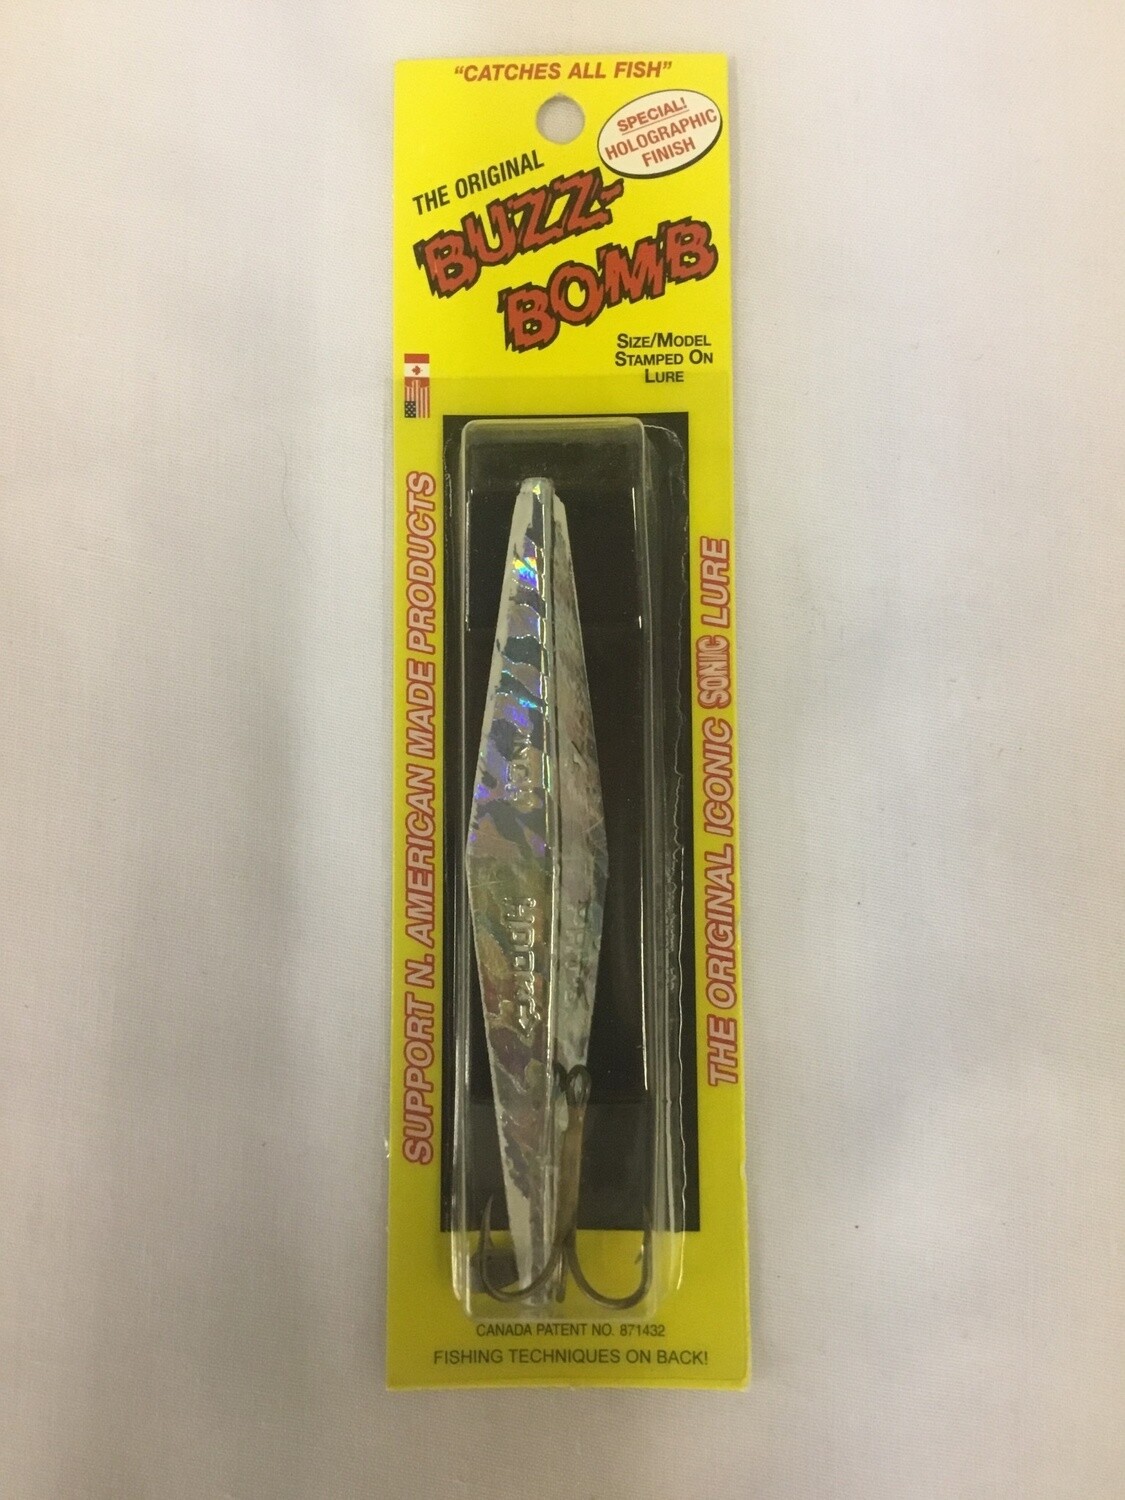 "CATCHES ALL FISH"
SPECIAL!
HOLOGRAPHIC
FINISH
THE ORIGINAL
BUZZ-
BOMB
SIZE/MODEL
STAMPED ON
LURE
SUPPORT N. AMERICAN MADE PRODUCTS
THE ORIGINAL ICONIC SONIC LURE
HOOK
CANADA PATENT NO. 871432
FISHING TECHNIQUES ON BACK!